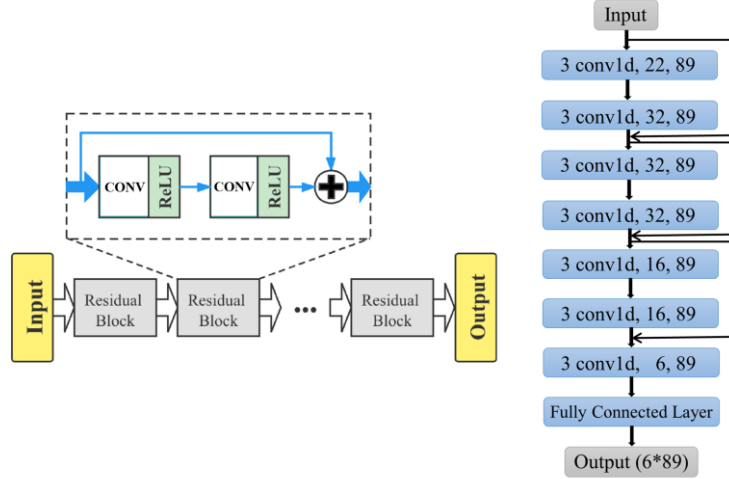 CONV
ReLU
CONV
ReLU
Input
Residual
Block
Residual
Block
...
Residual
Block
Output
Input
3 conv1d, 22, 89
3 conv1d, 32, 89
3 conv1d, 32, 89
3 conv1d, 32, 89
3 conv1d, 16, 89
3 conv1d, 16, 89
3 conv1d, 6, 89
Fully Connected Layer
Output (6*89)